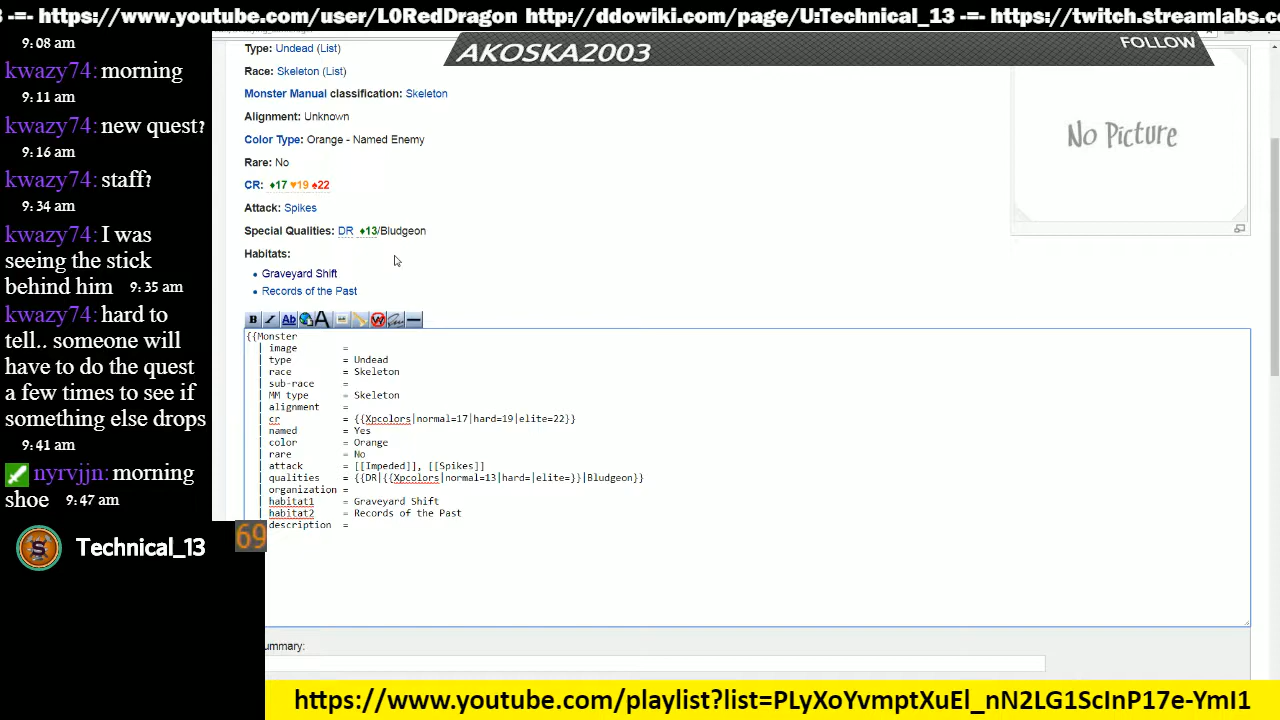 3 -=- https://www.youtube.com/user/L0RedDragon http://ddowiki.com/page/U:Technical_13 -=- https://twitch.streamlabs.co
AKOSKA2003
FOLLOW
9:08 am
kwazy74: morning
9:11 am
kwazy74: new quest?
9:16 am
kwazy74: staff?
9:34 am
kwazy74: I was
seeing the stick
behind him 9:35 am
kwazy74: hard to
tell.. someone will
have to do the quest
a few times to see if
something else drops
9:41 am
nyrvjjn: morning
shoe 9:47 am
Technical_13
69
Type: Undead (List)
Race: Skeleton (List)
Monster Manual classification: Skeleton
Alignment: Unknown
Color Type: Orange - Named Enemy
Rare: No
CR: ♦17 ♥19 ♠22
Attack: Spikes
Special Qualities: DR ♦13/Bludgeon
Habitats:
• Graveyard Shift
• Records of the Past
No Picture
B I Ab A
{{Monster
| image =
| type = Undead
| race = Skeleton
| sub-race =
| MM type = Skeleton
| alignment =
| cr = {{Xpcolors|normal=17|hard=19|elite=22}}
| named = Yes
| color = Orange
| rare = No
| attack = [[Impeded]], [[Spikes]]
| qualities = {{DR|{{Xpcolors|normal=13|hard=|elite=}}|Bludgeon}}
| organization =
| habitat1 = Graveyard Shift
| habitat2 = Records of the Past
description =
ummary:
https://www.youtube.com/playlist?list=PLyXoYvmptXuEl_nN2LG1ScInP17e-YmI1